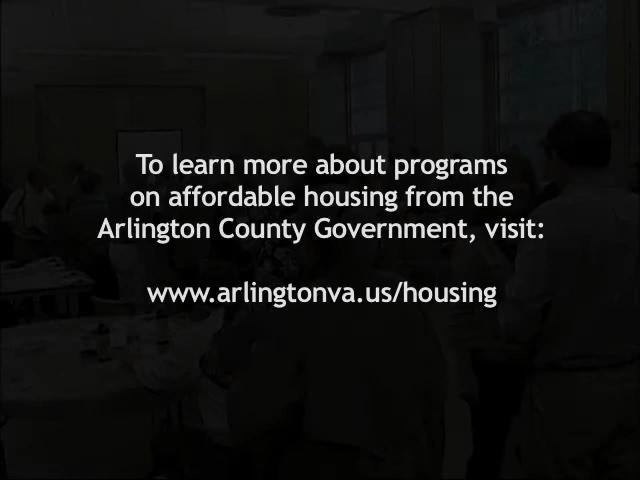 To learn more about programs
on affordable housing from the
Arlington County Government, visit:
www.arlingtonva.us/housing